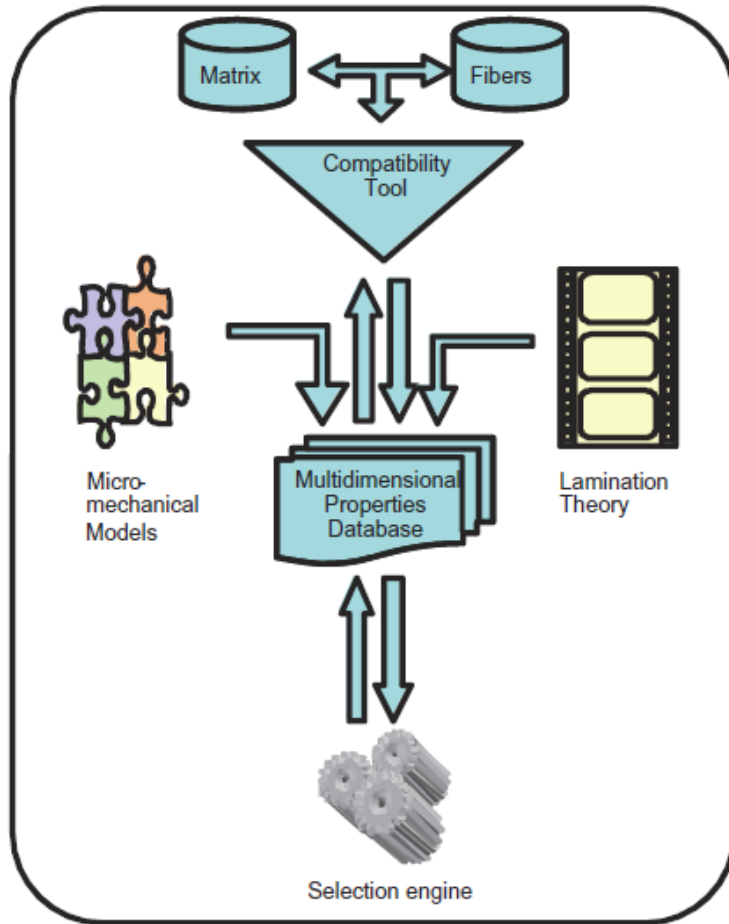 Matrix
Fibers
Compatibility
Tool
Micro-
mechanical
Models
Multidimensional
Properties
Database
Lamination
Theory
Selection engine